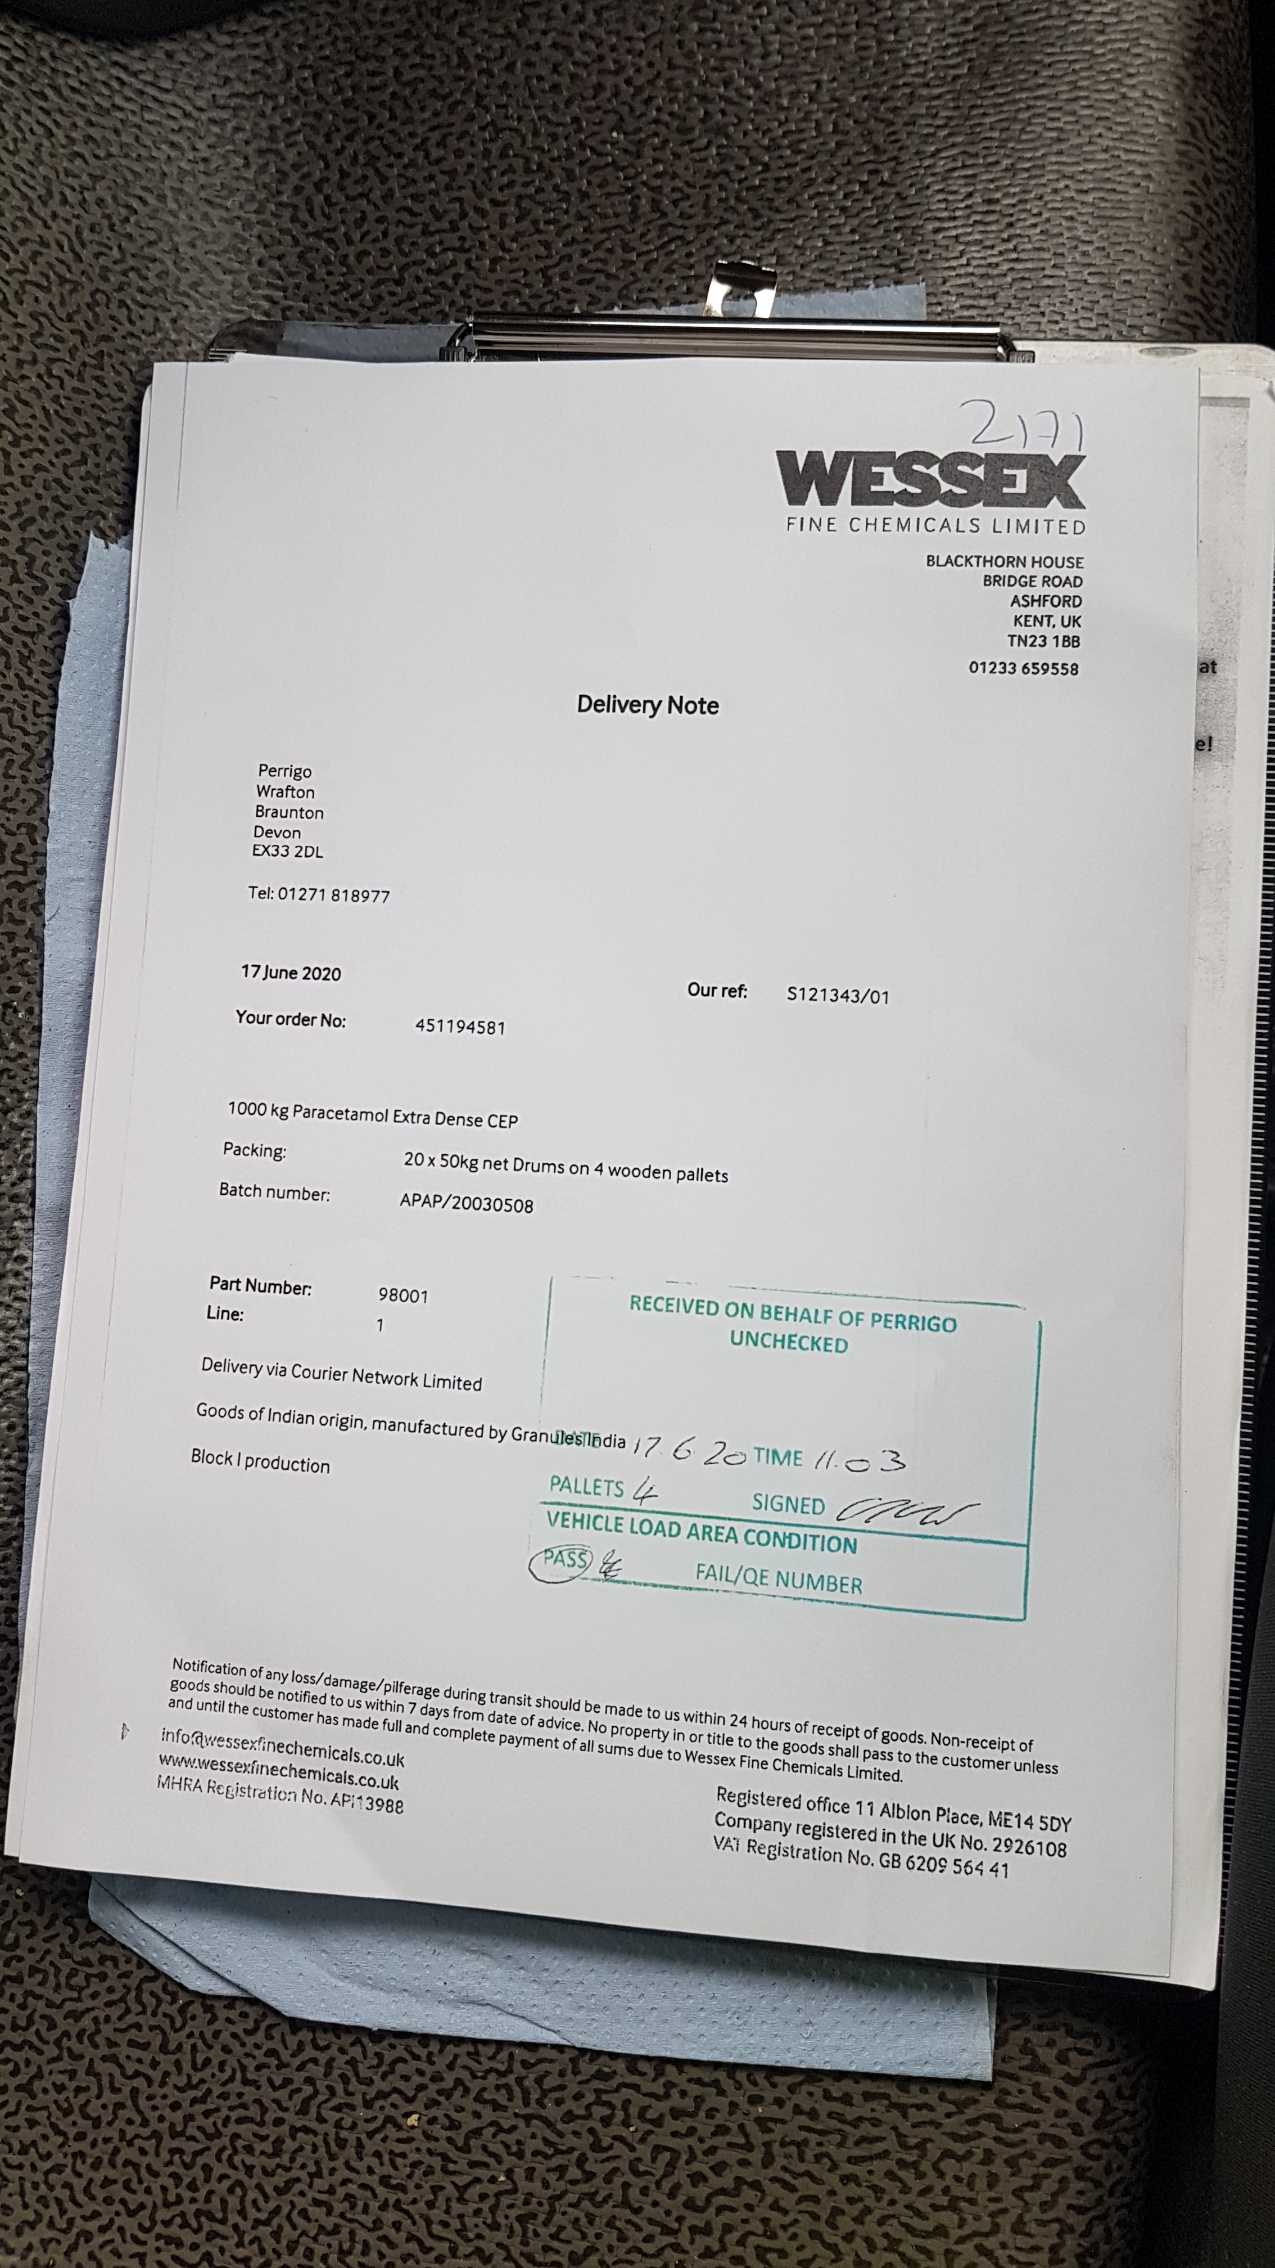 2171
WESSEX
FINE CHEMICALS LIMITED
BLACKTHORN HOUSE
BRIDGE ROAD
ASHFORD
KENT, UK
TN23 1BB
01233 659558
at
e!
Delivery Note
Perrigo
Wrafton
Braunton
Devon
EX33 2DL
Tel: 01271 818977
17 June 2020
Our ref: S121343/01
Your order No: 451194581
1000 kg Paracetamol Extra Dense CEP
Packing: 20 x 50kg net Drums on 4 wooden pallets
Batch number: APAP/20030508
Part Number: 98001
Line: 1
Delivery via Courier Network Limited
Goods of Indian origin, manufactured by Granules India
Block I production
RECEIVED ON BEHALF OF PERRIGO
UNCHECKED
DATE 17.6.20 TIME 11.03
PALLETS 4 SIGNED
VEHICLE LOAD AREA CONDITION
PASS FAIL/QE NUMBER
Notification of any loss/damage/pilferage during transit should be made to us within 24 hours of receipt of goods. Non-receipt of
goods should be notified to us within 7 days from date of advice. No property in or title to the goods shall pass to the customer unless
and until the customer has made full and complete payment of all sums due to Wessex Fine Chemicals Limited.
info@wessexfinechemicals.co.uk
www.wessexfinechemicals.co.uk
MHRA Registration No. API13988
Registered office 11 Albion Place, ME14 5DY
Company registered in the UK No. 2926108
VAT Registration No. GB 6209 564 41